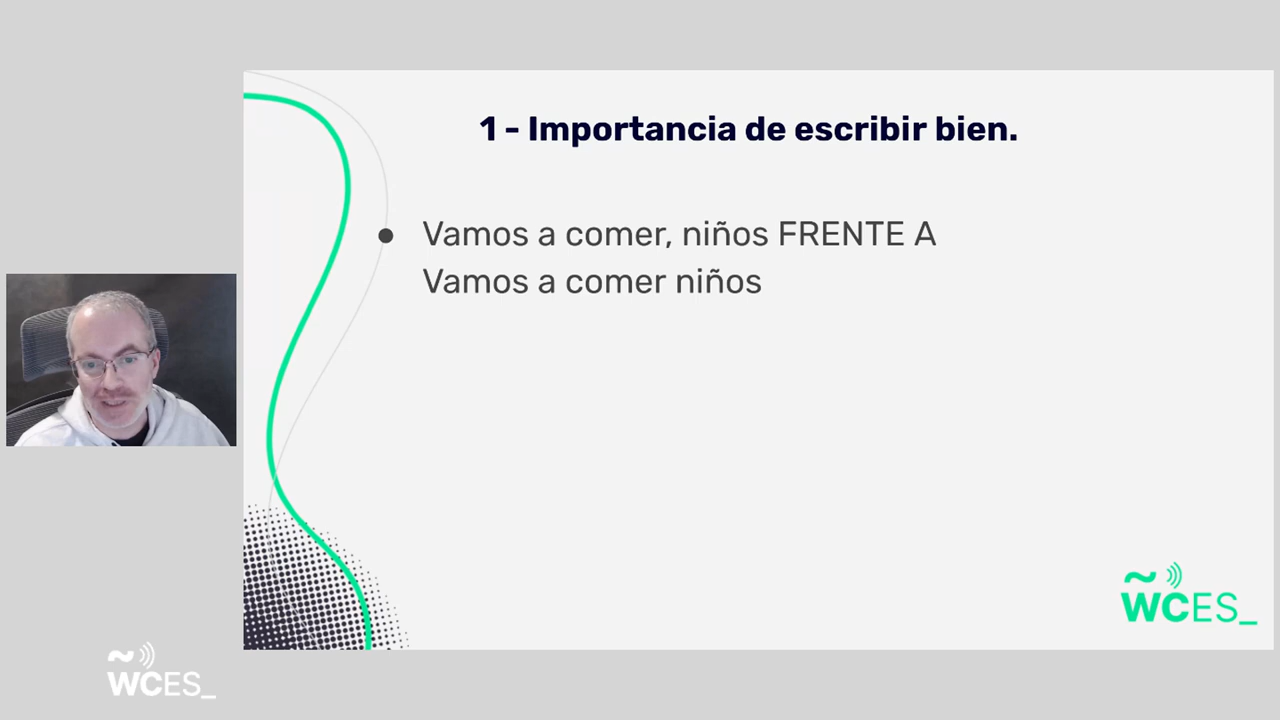 1 - Importancia de escribir bien.
● Vamos a comer, niños FRENTE A
Vamos a comer niños
~ WCES_
~ WCES_